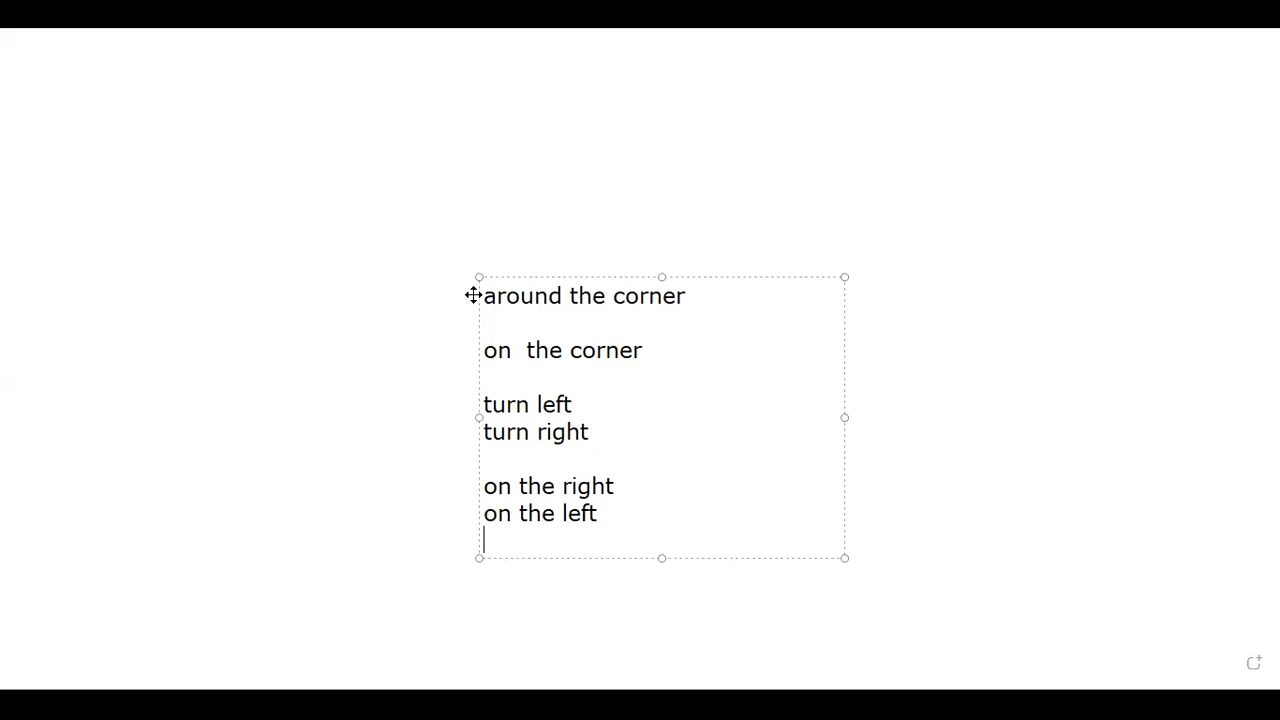 around the corner
on  the corner
turn left
turn right
on the right
on the left